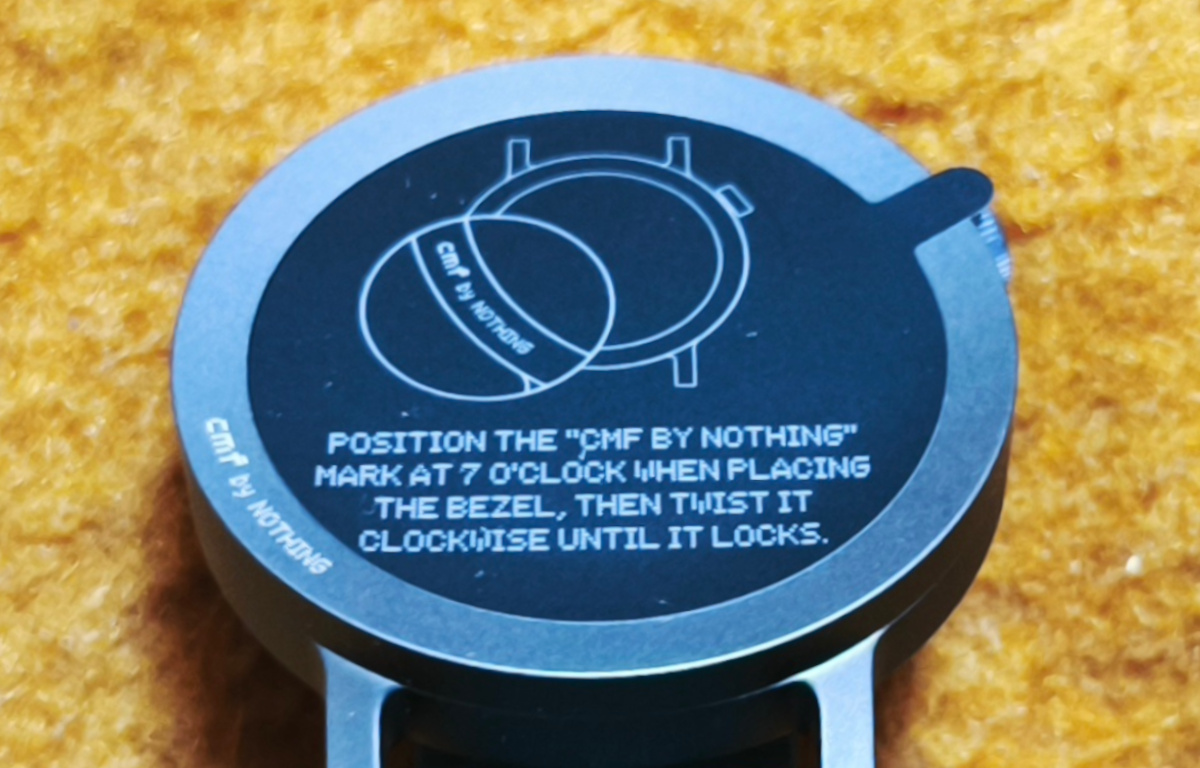 cmf by NOTHING
POSITION THE "CMF BY NOTHING"
MARK AT 7 O'CLOCK WHEN PLACING
THE BEZEL, THEN TWIST IT
CLOCKWISE UNTIL IT LOCKS.
cmf by NOTHING